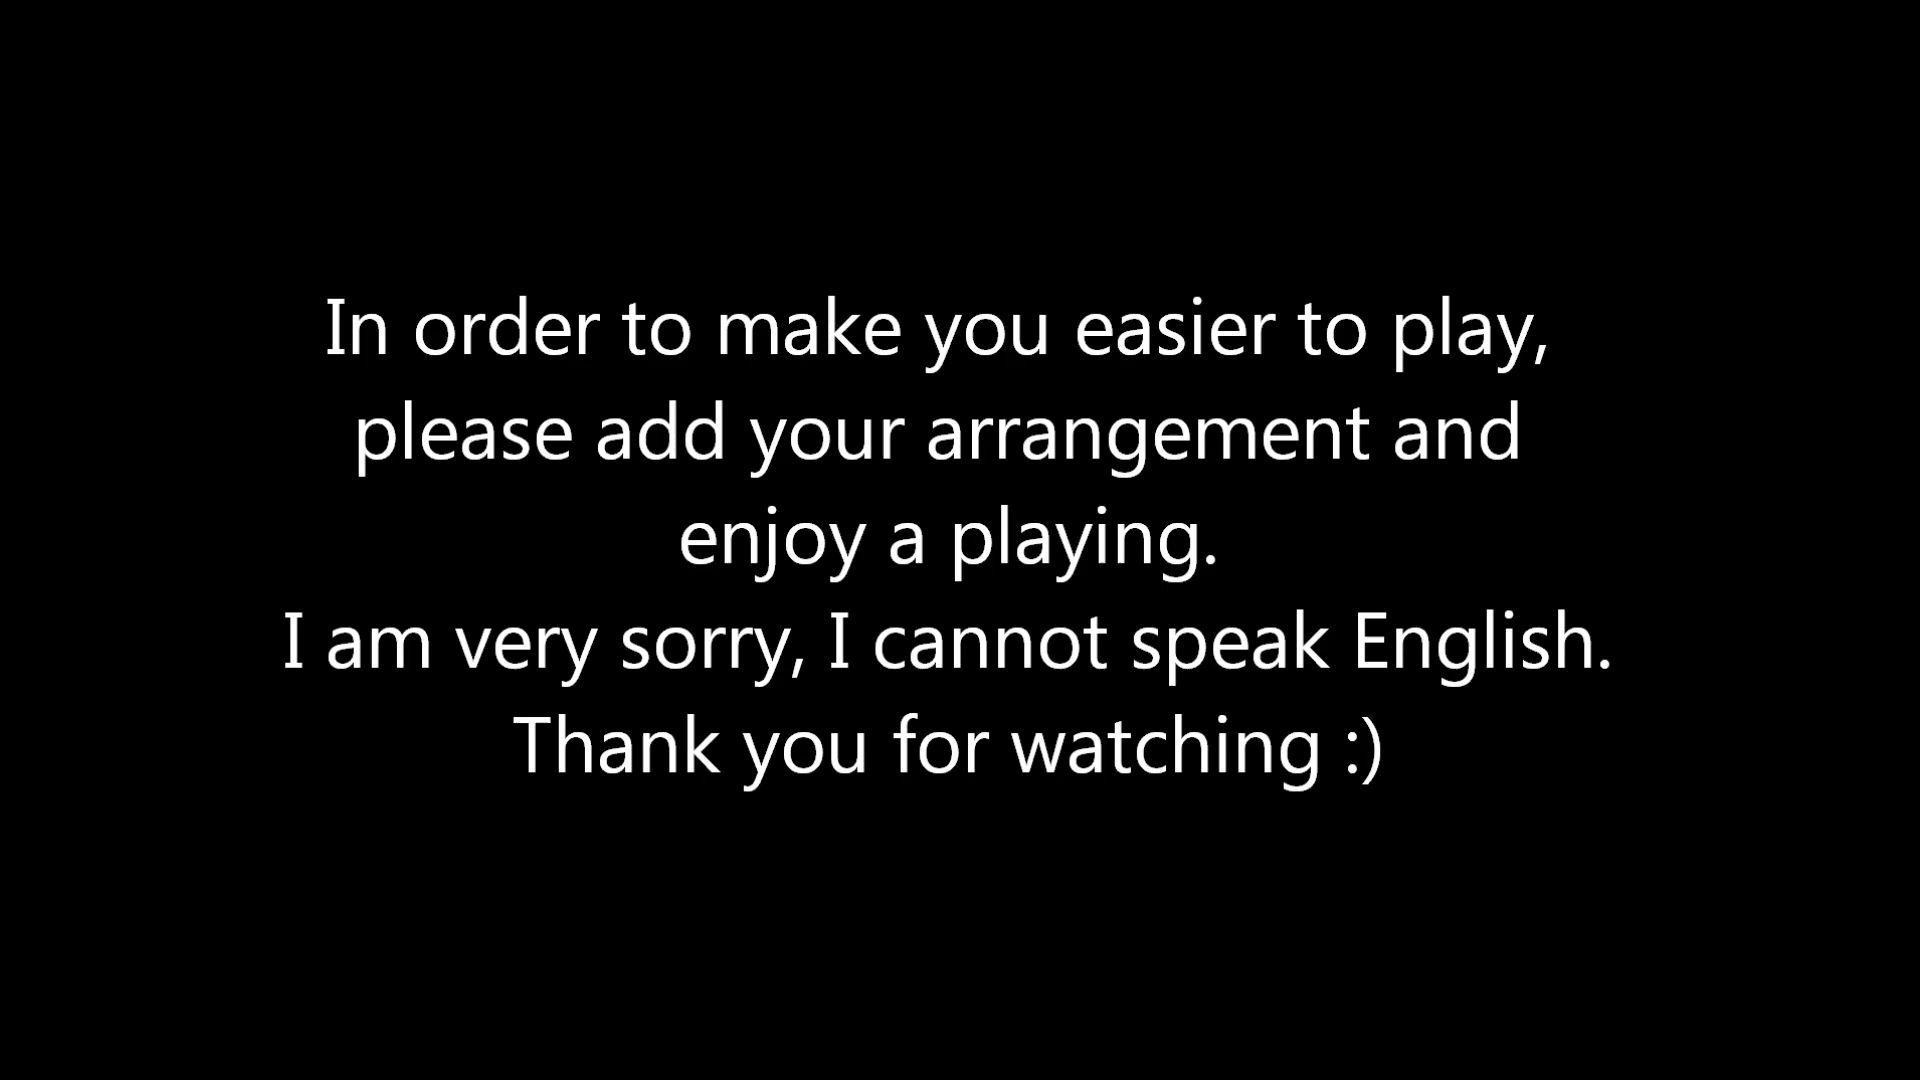 In order to make you easier to play,
please add your arrangement and
enjoy a playing.
I am very sorry, I cannot speak English.
Thank you for watching :)